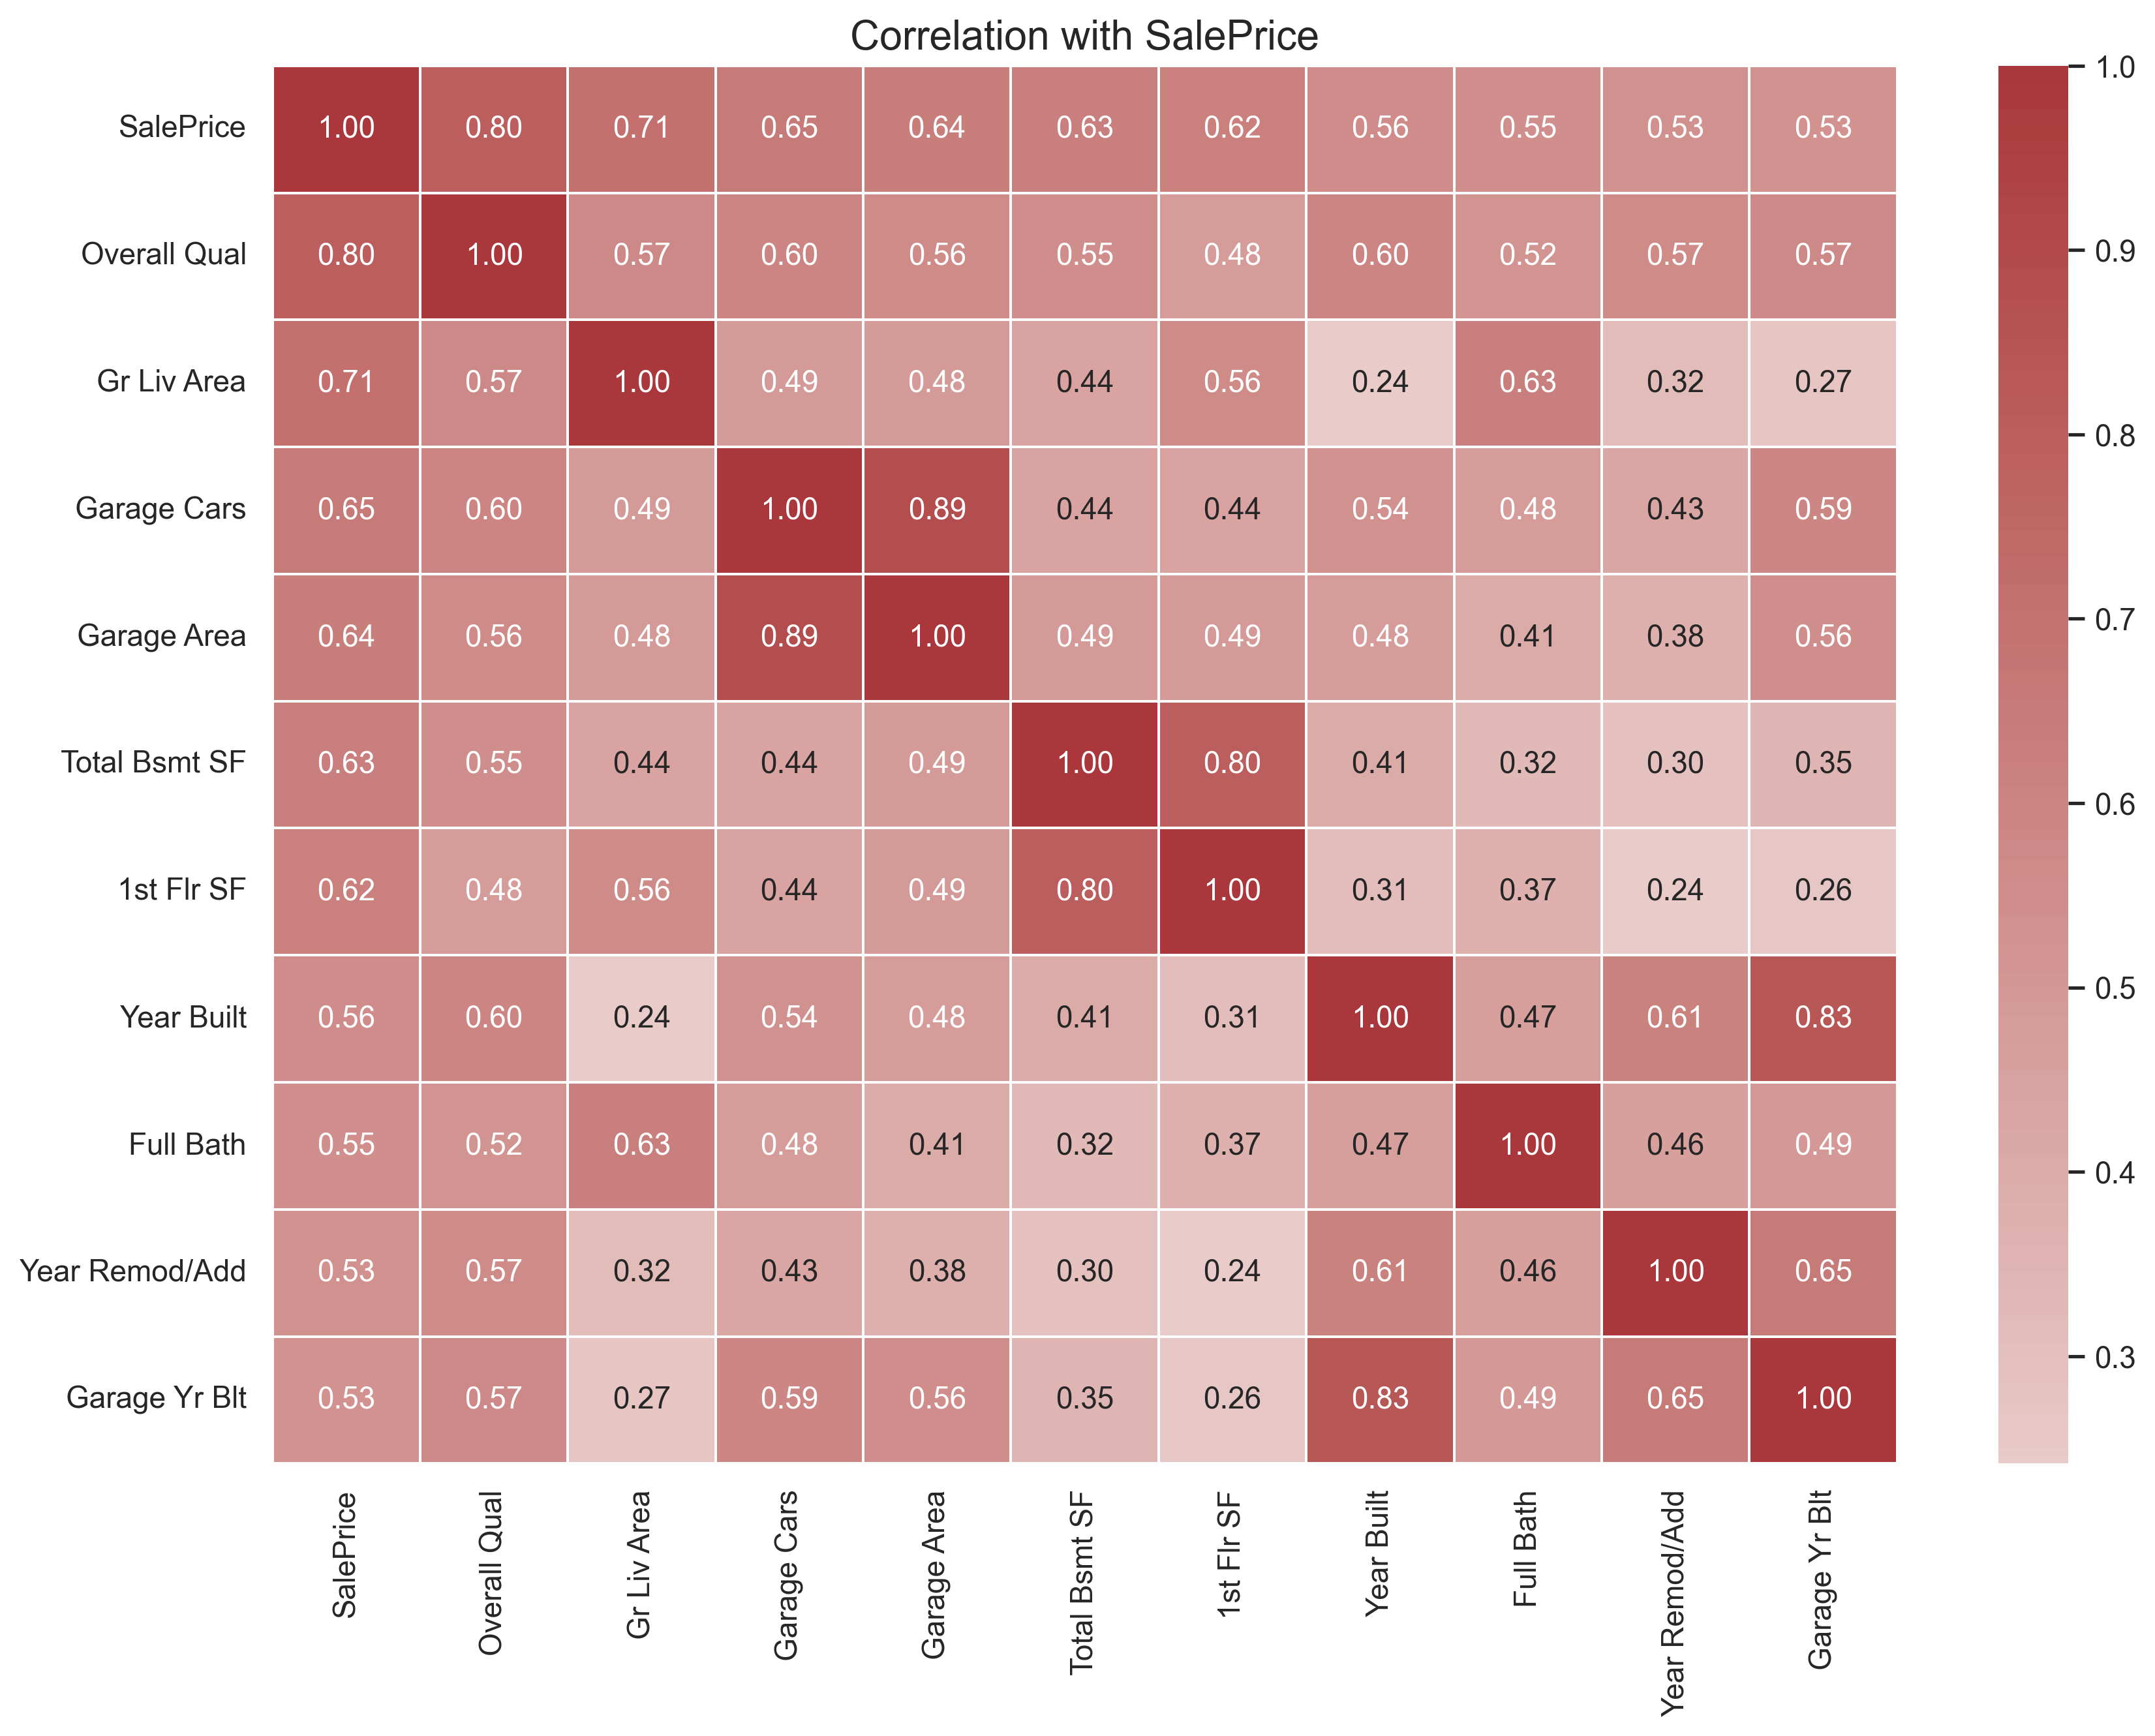 Correlation with SalePrice
SalePrice 1.00 0.80 0.71 0.65 0.64 0.63 0.62 0.56 0.55 0.53 0.53
Overall Qual 0.80 1.00 0.57 0.60 0.56 0.55 0.48 0.60 0.52 0.57 0.57
Gr Liv Area 0.71 0.57 1.00 0.49 0.48 0.44 0.56 0.24 0.63 0.32 0.27
Garage Cars 0.65 0.60 0.49 1.00 0.89 0.44 0.44 0.54 0.48 0.43 0.59
Garage Area 0.64 0.56 0.48 0.89 1.00 0.49 0.49 0.48 0.41 0.38 0.56
Total Bsmt SF 0.63 0.55 0.44 0.44 0.49 1.00 0.80 0.41 0.32 0.30 0.35
1st Flr SF 0.62 0.48 0.56 0.44 0.49 0.80 1.00 0.31 0.37 0.24 0.26
Year Built 0.56 0.60 0.24 0.54 0.48 0.41 0.31 1.00 0.47 0.61 0.83
Full Bath 0.55 0.52 0.63 0.48 0.41 0.32 0.37 0.47 1.00 0.46 0.49
Year Remod/Add 0.53 0.57 0.32 0.43 0.38 0.30 0.24 0.61 0.46 1.00 0.65
Garage Yr Blt 0.53 0.57 0.27 0.59 0.56 0.35 0.26 0.83 0.49 0.65 1.00
SalePrice
Overall Qual
Gr Liv Area
Garage Cars
Garage Area
Total Bsmt SF
1st Flr SF
Year Built
Full Bath
Year Remod/Add
Garage Yr Blt
1.0
0.9
0.8
0.7
0.6
0.5
0.4
0.3